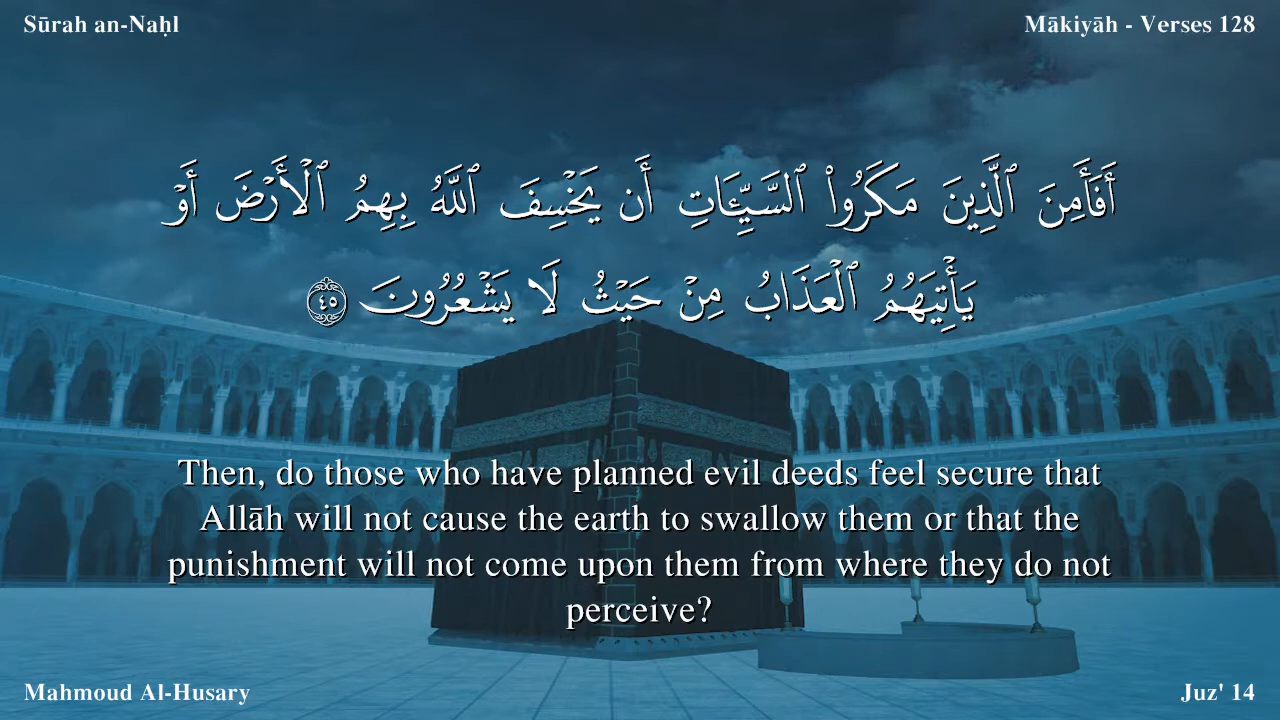 Sūrah an-Naḥl
Mākiyāh - Verses 128
أَفَأَمِنَ ٱلَّذِينَ مَكَرُوا۟ ٱلسَّيِّـَٔاتِ أَن يَخْسِفَ ٱللَّهُ بِهِمُ ٱلْأَرْضَ أَوْ
يَأْتِيَهُمُ ٱلْعَذَابُ مِنْ حَيْثُ لَا يَشْعُرُونَ ٤٥
Then, do those who have planned evil deeds feel secure that
Allāh will not cause the earth to swallow them or that the
punishment will not come upon them from where they do not
perceive?
Mahmoud Al-Husary
Juz' 14